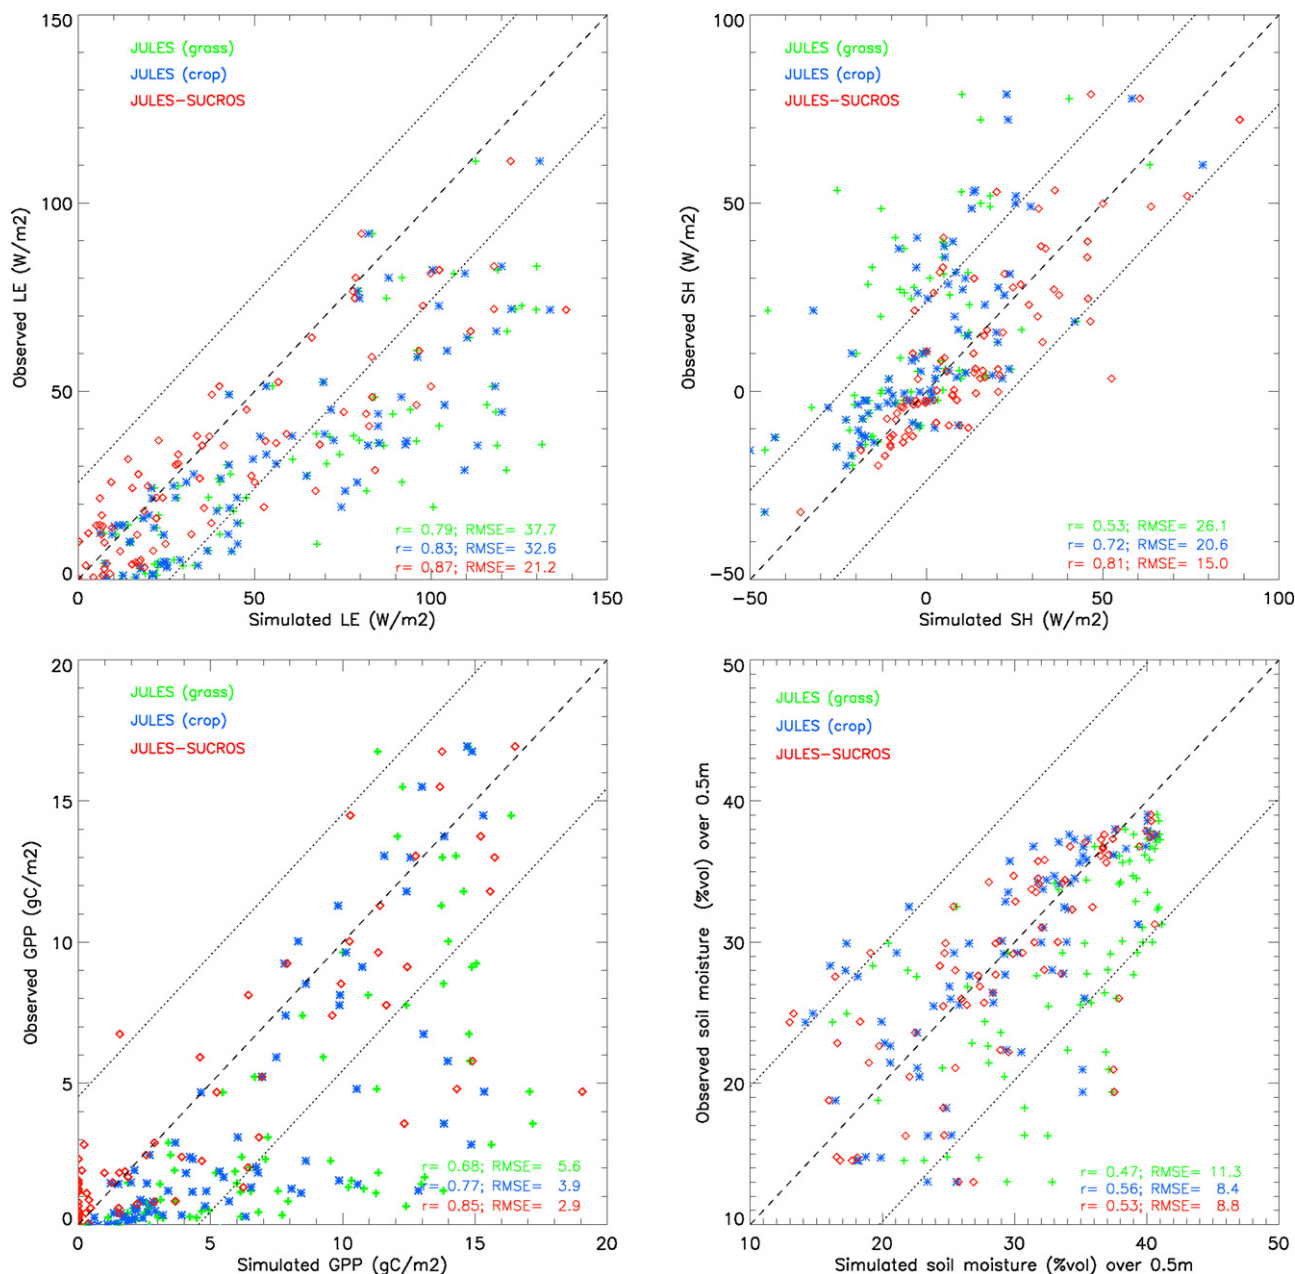 150
JULES (grass)
JULES (crop)
JULES-SUCROS
100
50
0
Observed LE (W/m2)
r= 0.79; RMSE= 37.7
r= 0.83; RMSE= 32.6
r= 0.87; RMSE= 21.2
0 50 100 150
Simulated LE (W/m2)
100
JULES (grass)
JULES (crop)
JULES-SUCROS
50
0
-50
Observed SH (W/m2)
r= 0.53; RMSE= 26.1
r= 0.72; RMSE= 20.6
r= 0.81; RMSE= 15.0
-50 0 50 100
Simulated SH (W/m2)
20
JULES (grass)
JULES (crop)
JULES-SUCROS
15
10
5
0
Observed GPP (gC/m2)
r= 0.68; RMSE= 5.6
r= 0.77; RMSE= 3.9
r= 0.85; RMSE= 2.9
0 5 10 15 20
Simulated GPP (gC/m2)
50
JULES (grass)
JULES (crop)
JULES-SUCROS
40
30
20
10
Observed soil moisture (%vol) over 0.5m
r= 0.47; RMSE= 11.3
r= 0.56; RMSE= 8.4
r= 0.53; RMSE= 8.8
10 20 30 40 50
Simulated soil moisture (%vol) over 0.5m